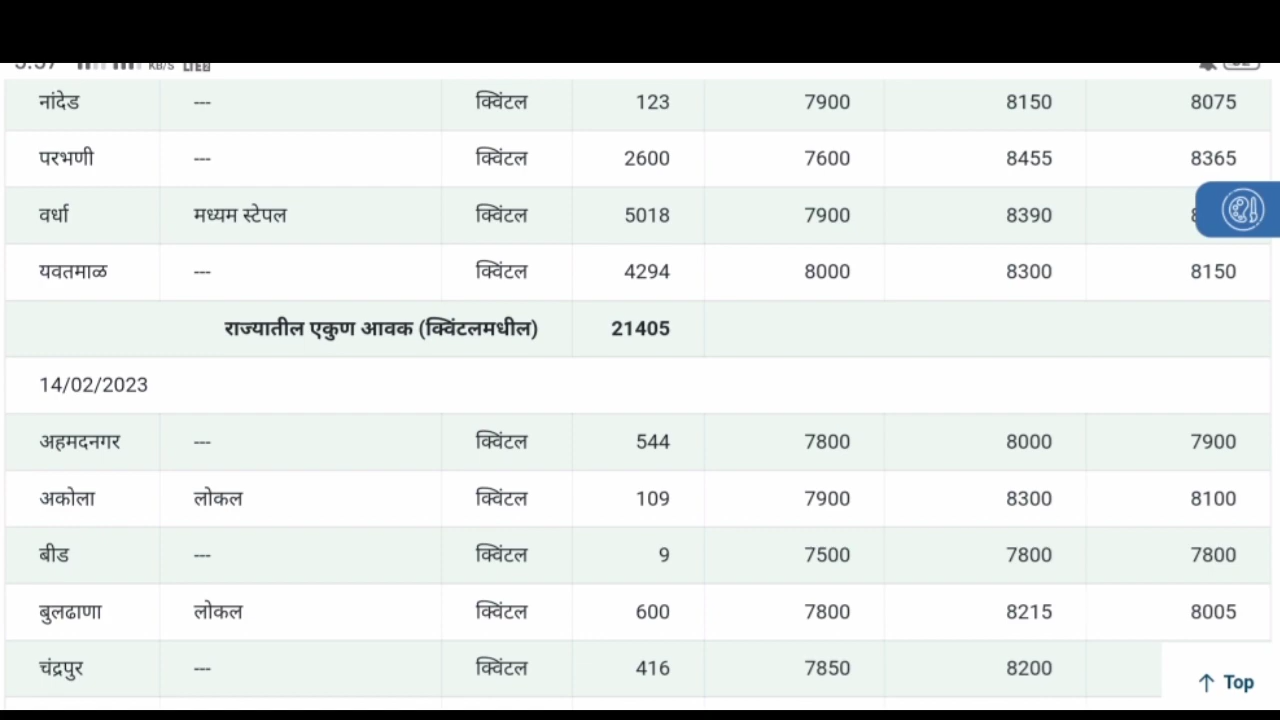 KB/S
नांदेड --- क्विंटल 123 7900 8150 8075
परभणी --- क्विंटल 2600 7600 8455 8365
वर्धा मध्यम स्टेपल क्विंटल 5018 7900 8390
यवतमाळ --- क्विंटल 4294 8000 8300 8150
राज्यातील एकुण आवक (क्विंटलमधील) 21405
14/02/2023
अहमदनगर --- क्विंटल 544 7800 8000 7900
अकोला लोकल क्विंटल 109 7900 8300 8100
बीड --- क्विंटल 9 7500 7800 7800
बुलढाणा लोकल क्विंटल 600 7800 8215 8005
चंद्रपुर --- क्विंटल 416 7850 8200
↑ Top